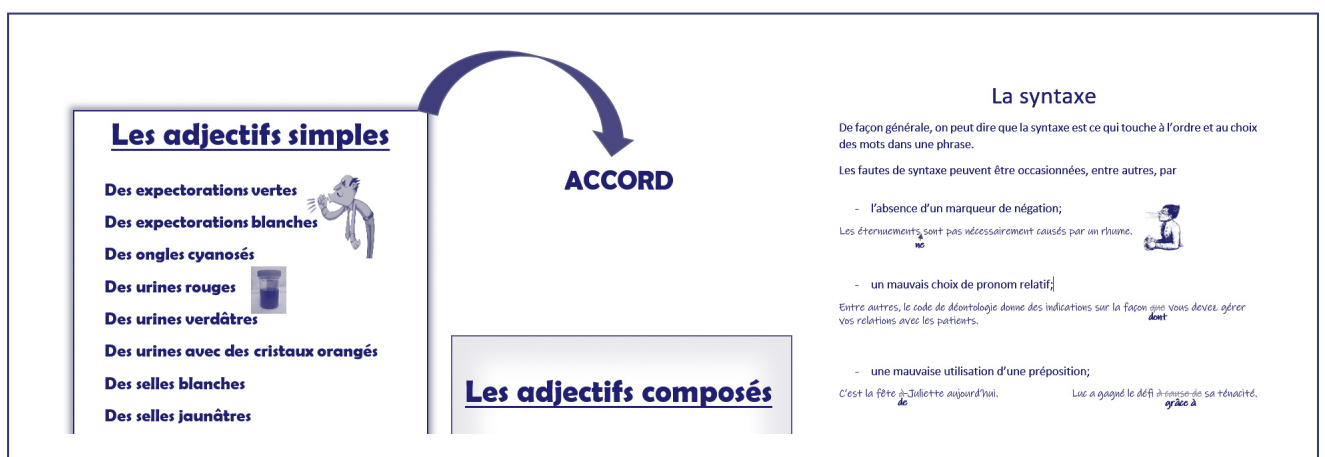 Les adjectifs simples
Des expectorations vertes
Des expectorations blanches
Des ongles cyanosés
Des urines rouges
Des urines verdâtres
Des urines avec des cristaux orangés
Des selles blanches
Des selles jaunâtres
ACCORD
Les adjectifs composés
La syntaxe
De façon générale, on peut dire que la syntaxe est ce qui touche à l'ordre et au choix
des mots dans une phrase.
Les fautes de syntaxe peuvent être occasionnées, entre autres, par
- l'absence d'un marqueur de négation;
Les éternuements sont pas nécessairement causés par un rhume.
ne
- un mauvais choix de pronom relatif;
Entre autres, le code de déontologie donne des indications sur la façon que vous devez gérer
dont
vos relations avec les patients.
- une mauvaise utilisation d'une préposition;
C'est la fête à Juliette aujourd'hui. Luc a gagné le défi à cause de sa ténacité.
de grâce à